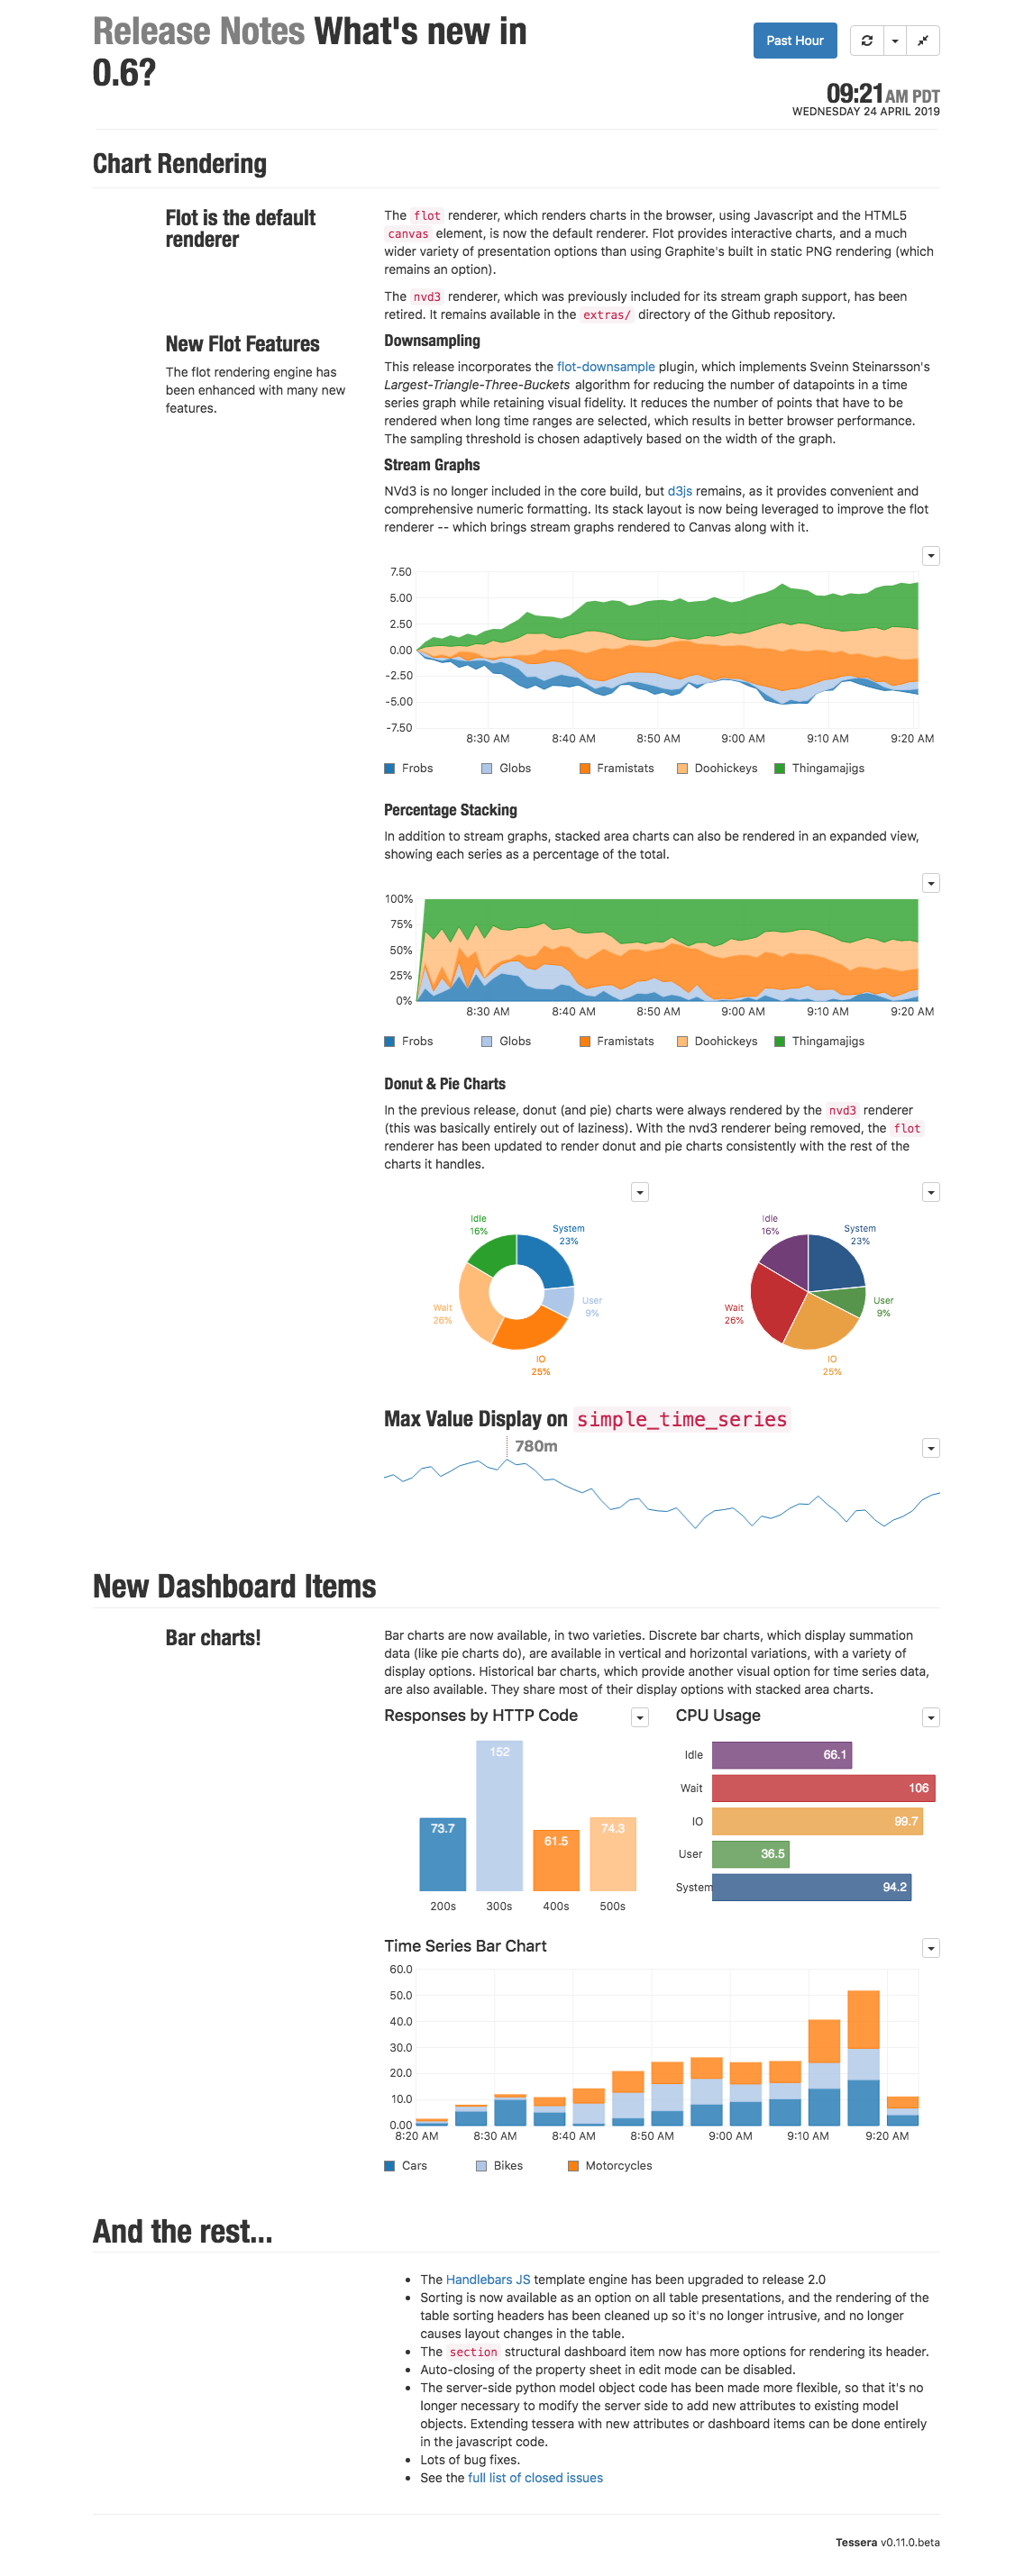 Release Notes What's new in
0.6?
Past Hour
09:21 AM PDT
WEDNESDAY 24 APRIL 2019
Chart Rendering
Flot is the default
renderer
The flot renderer, which renders charts in the browser, using Javascript and the HTML5
canvas element, is now the default renderer. Flot provides interactive charts, and a much
wider variety of presentation options than using Graphite's built in static PNG rendering (which
remains an option).
The nvd3 renderer, which was previously included for its stream graph support, has been
retired. It remains available in the extras/ directory of the Github repository.
New Flot Features
The flot rendering engine has
been enhanced with many new
features.
Downsampling
This release incorporates the flot-downsample plugin, which implements Sveinn Steinarsson's
Largest-Triangle-Three-Buckets algorithm for reducing the number of datapoints in a time
series graph while retaining visual fidelity. It reduces the number of points that have to be
rendered when long time ranges are selected, which results in better browser performance.
The sampling threshold is chosen adaptively based on the width of the graph.
Stream Graphs
NVd3 is no longer included in the core build, but d3js remains, as it provides convenient and
comprehensive numeric formatting. Its stack layout is now being leveraged to improve the flot
renderer -- which brings stream graphs rendered to Canvas along with it.
7.50
5.00
2.50
0.00
-2.50
-5.00
-7.50
8:30 AM 8:40 AM 8:50 AM 9:00 AM 9:10 AM 9:20 AM
Frobs Globs Framistats Doohickeys Thingamajigs
Percentage Stacking
In addition to stream graphs, stacked area charts can also be rendered in an expanded view,
showing each series as a percentage of the total.
100%
75%
50%
25%
0%
8:30 AM 8:40 AM 8:50 AM 9:00 AM 9:10 AM 9:20 AM
Frobs Globs Framistats Doohickeys Thingamajigs
Donut & Pie Charts
In the previous release, donut (and pie) charts were always rendered by the nvd3 renderer
(this was basically entirely out of laziness). With the nvd3 renderer being removed, the flot
renderer has been updated to render donut and pie charts consistently with the rest of the
charts it handles.
Idle
16%
System
23%
User
9%
IO
25%
Wait
26%
Idle
16%
System
23%
User
9%
IO
25%
Wait
26%
Max Value Display on simple_time_series
780m
New Dashboard Items
Bar charts!
Bar charts are now available, in two varieties. Discrete bar charts, which display summation
data (like pie charts do), are available in vertical and horizontal variations, with a variety of
display options. Historical bar charts, which provide another visual option for time series data,
are also available. They share most of their display options with stacked area charts.
Responses by HTTP Code
73.7 152 61.5 74.3
200s 300s 400s 500s
CPU Usage
Idle 66.1
Wait 106
IO 99.7
User 36.5
System 94.2
Time Series Bar Chart
60.0
50.0
40.0
30.0
20.0
10.0
0.00
8:20 AM 8:30 AM 8:40 AM 8:50 AM 9:00 AM 9:10 AM 9:20 AM
Cars Bikes Motorcycles
And the rest...
• The Handlebars JS template engine has been upgraded to release 2.0
• Sorting is now available as an option on all table presentations, and the rendering of the
table sorting headers has been cleaned up so it's no longer intrusive, and no longer
causes layout changes in the table.
• The section structural dashboard item now has more options for rendering its header.
• Auto-closing of the property sheet in edit mode can be disabled.
• The server-side python model object code has been made more flexible, so that it's no
longer necessary to modify the server side to add new attributes to existing model
objects. Extending tessera with new attributes or dashboard items can be done entirely
in the javascript code.
• Lots of bug fixes.
• See the full list of closed issues
Tessera v0.11.0.beta